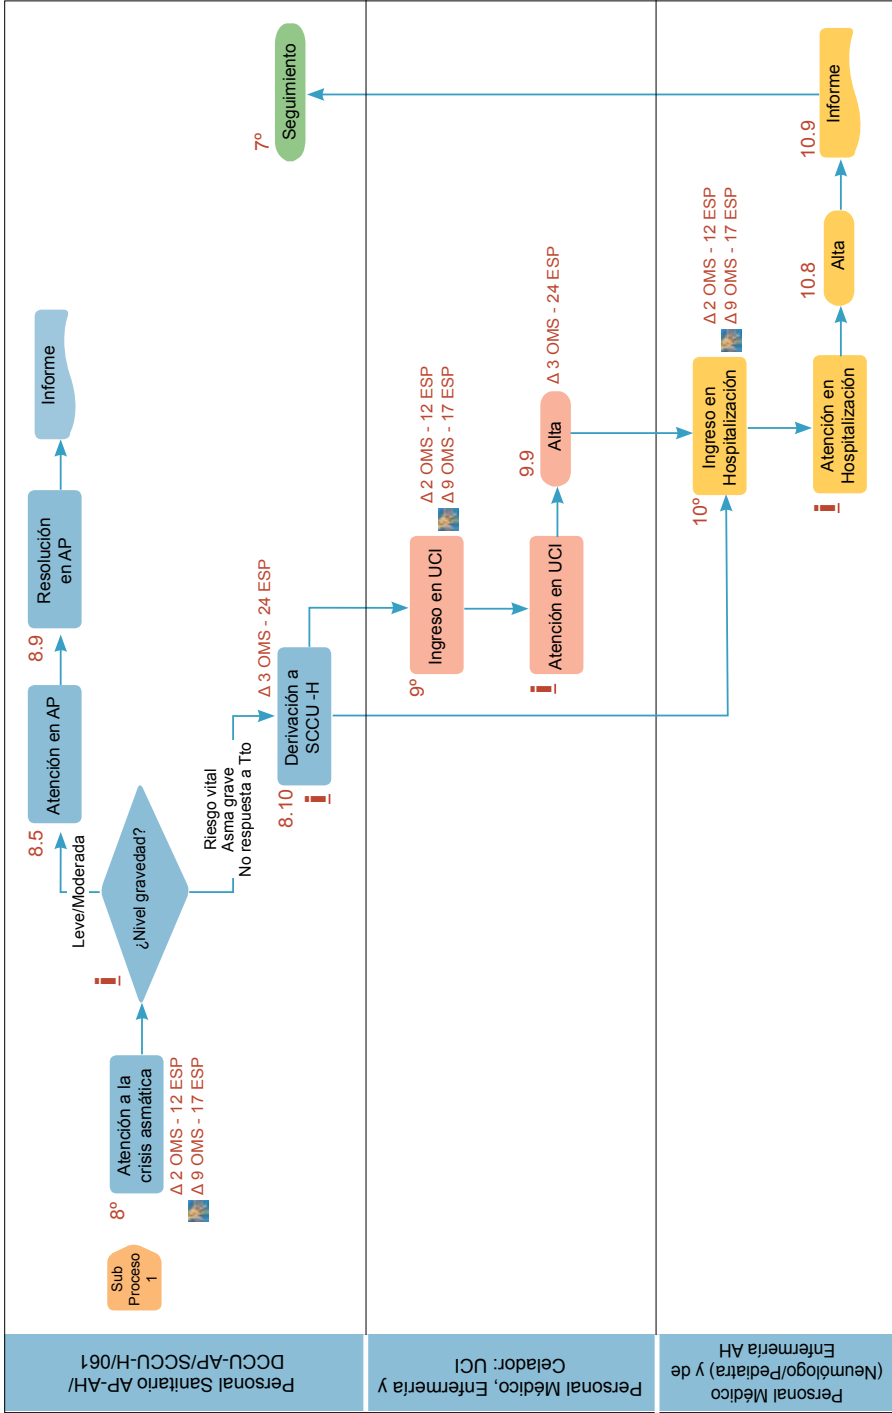 Personal Sanitario AP-AH/
DCCU-AP/SCCU-H/061
Sub
Proceso
1
8º
Atención a la
crisis asmática
Δ 2 OMS - 12 ESP
Δ 9 OMS - 17 ESP
i
¿Nivel gravedad?
Leve/Moderada
8.5
Atención en AP
8.9
Resolución
en AP
Informe
Riesgo vital
Asma grave
No respuesta a Tto
Δ 3 OMS - 24 ESP
8.10
i
Derivación a
SCCU -H
7º
Seguimiento
Personal Médico, Enfermería y
Celador: UCI
9º
Ingreso en UCI
Δ 2 OMS - 12 ESP
Δ 9 OMS - 17 ESP
i
Atención en UCI
9.9
Alta
Δ 3 OMS - 24 ESP
Personal Médico
(Neumólogo/Pediatra) y de
Enfermería AH
10º
Ingreso en
Hospitalización
Δ 2 OMS - 12 ESP
Δ 9 OMS - 17 ESP
i
Atención en
Hospitalización
10.8
Alta
10.9
Informe